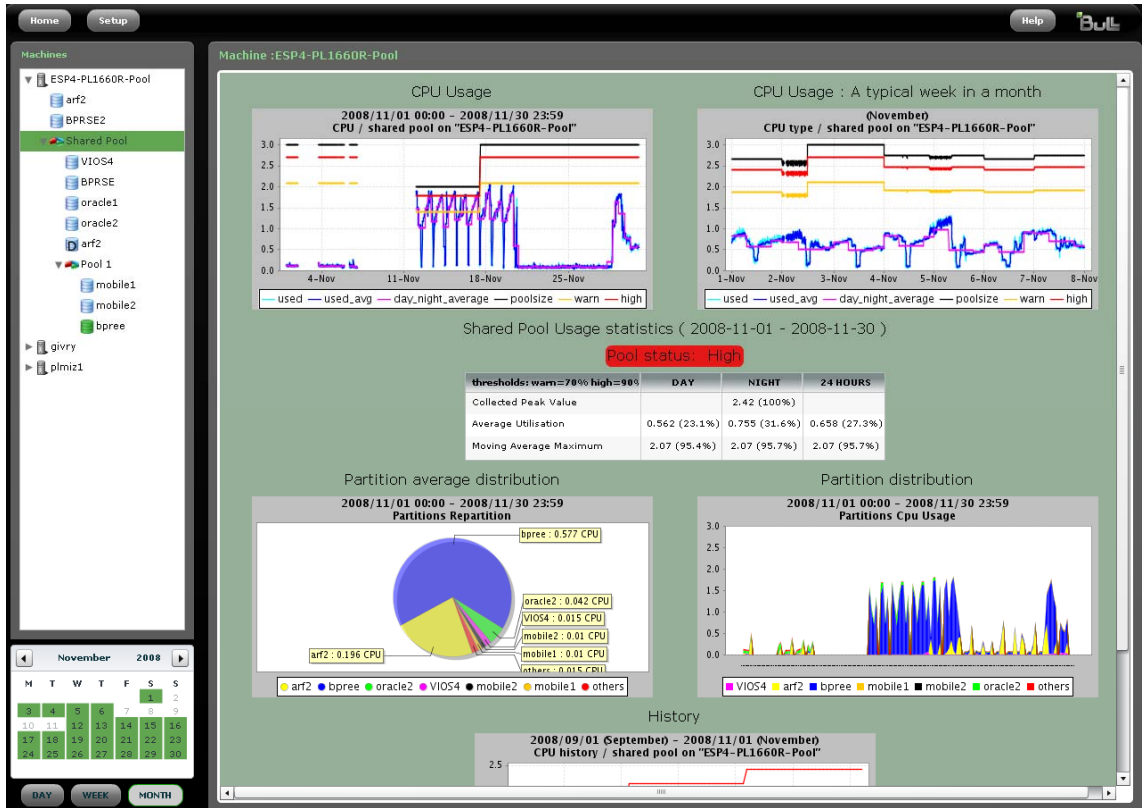 Home Setup Help Bull
Machines
ESP4-PL1660R-Pool
arf2
BPRSE2
Shared Pool
VIOS4
BPRSE
oracle1
oracle2
D arf2
Pool 1
mobile1
mobile2
bpree
givry
plmiz1
November 2008
M T W T F S S
1 2
3 4 5 6 7 8 9
10 11 12 13 14 15 16
17 18 19 20 21 22 23
24 25 26 27 28 29 30
DAY WEEK MONTH
Machine :ESP4-PL1660R-Pool
CPU Usage
2008/11/01 00:00 - 2008/11/30 23:59
CPU / shared pool on "ESP4-PL1660R-Pool"
3.0
2.5
2.0
1.5
1.0
0.5
0.0
4-Nov 11-Nov 18-Nov 25-Nov
used used_avg day_night_average poolsize warn high
CPU Usage : A typical week in a month
(November)
CPU type / shared pool on "ESP4-PL1660R-Pool"
3.0
2.5
2.0
1.5
1.0
0.5
0.0
1-Nov 2-Nov 3-Nov 4-Nov 5-Nov 6-Nov 7-Nov 8-Nov
used used_avg day_night_average poolsize warn high
Shared Pool Usage statistics ( 2008-11-01 - 2008-11-30 )
Pool status: High
thresholds: warn=70% high=90% DAY NIGHT 24 HOURS
Collected Peak Value 2.42 (100%)
Average Utilisation 0.562 (23.1%) 0.755 (31.6%) 0.658 (27.3%)
Moving Average Maximum 2.07 (95.4%) 2.07 (95.7%) 2.07 (95.7%)
Partition average distribution
2008/11/01 00:00 - 2008/11/30 23:59
Partitions Repartition
bpree : 0.577 CPU
oracle2 : 0.042 CPU
VIOS4 : 0.015 CPU
mobile2 : 0.01 CPU
mobile1 : 0.01 CPU
others : 0.015 CPU
arf2 : 0.196 CPU
arf2 bpree oracle2 VIOS4 mobile2 mobile1 others
Partition distribution
2008/11/01 00:00 - 2008/11/30 23:59
Partitions Cpu Usage
3.0
2.5
2.0
1.5
1.0
0.5
0.0
VIOS4 arf2 bpree mobile1 mobile2 oracle2 others
History
2008/09/01 (September) - 2008/11/01 (November)
CPU history / shared pool on "ESP4-PL1660R-Pool"
2.5